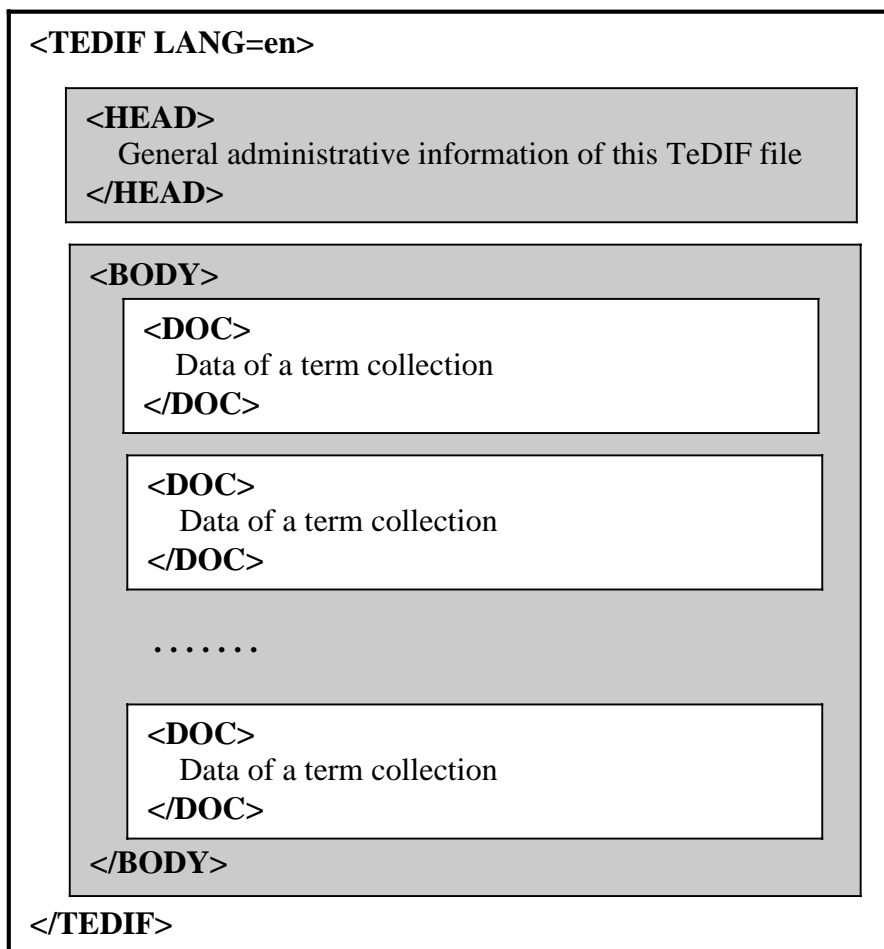 <TEDIF LANG=en>
<HEAD>
General administrative information of this TeDIF file
</HEAD>
<BODY>
<DOC>
Data of a term collection
</DOC>
<DOC>
Data of a term collection
</DOC>
.......
<DOC>
Data of a term collection
</DOC>
</BODY>
</TEDIF>